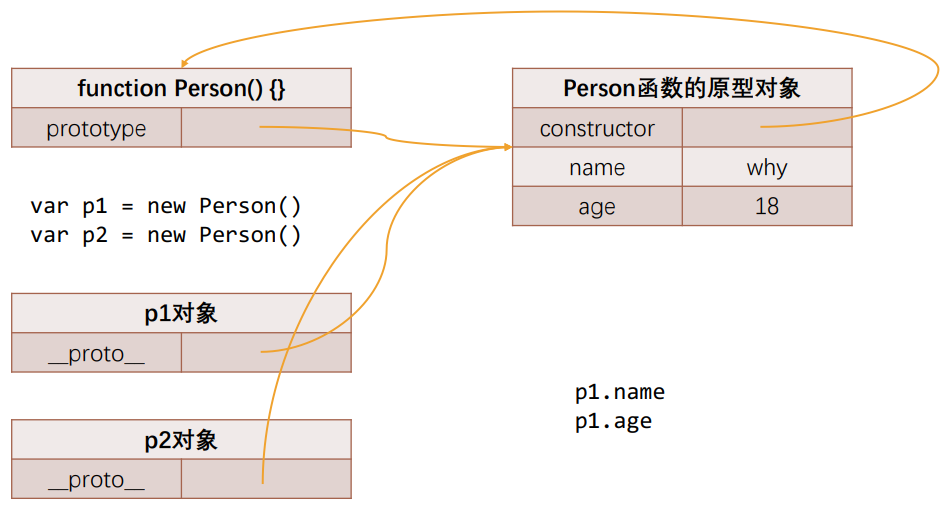 function Person() {}
prototype
Person函数的原型对象
constructor
name why
age 18
var p1 = new Person()
var p2 = new Person()
p1对象
__proto__
p2对象
__proto__
p1.name
p1.age